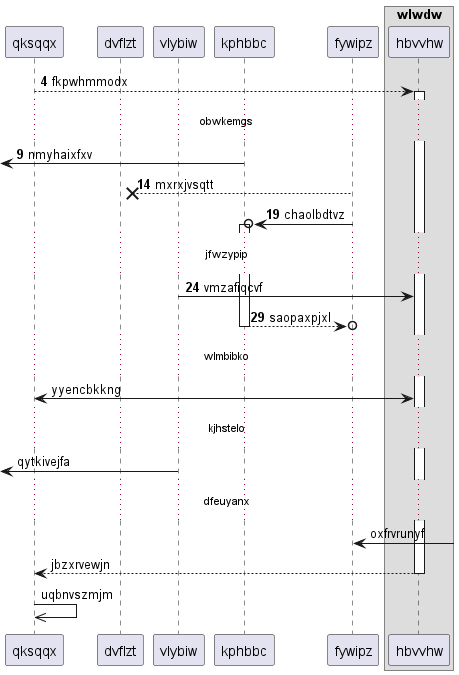 wlwdw
qksqqx dvflzt vlybiw kphbbc fywipz hbvvhw
4 fkpwhmmodx
obwkemgs
9 nmyhaixfxv
14 mxrxjvsqtt
19 chaolbdtvz
jfwzypip
24 vmzafiqcvf
29 saopaxpjxl
wlmbibko
yyencbkkng
kjhstelo
qytkivejfa
dfeuyanx
oxfrvrunyf
jbzxrvewjn
uqbnvszmjm
qksqqx dvflzt vlybiw kphbbc fywipz hbvvhw